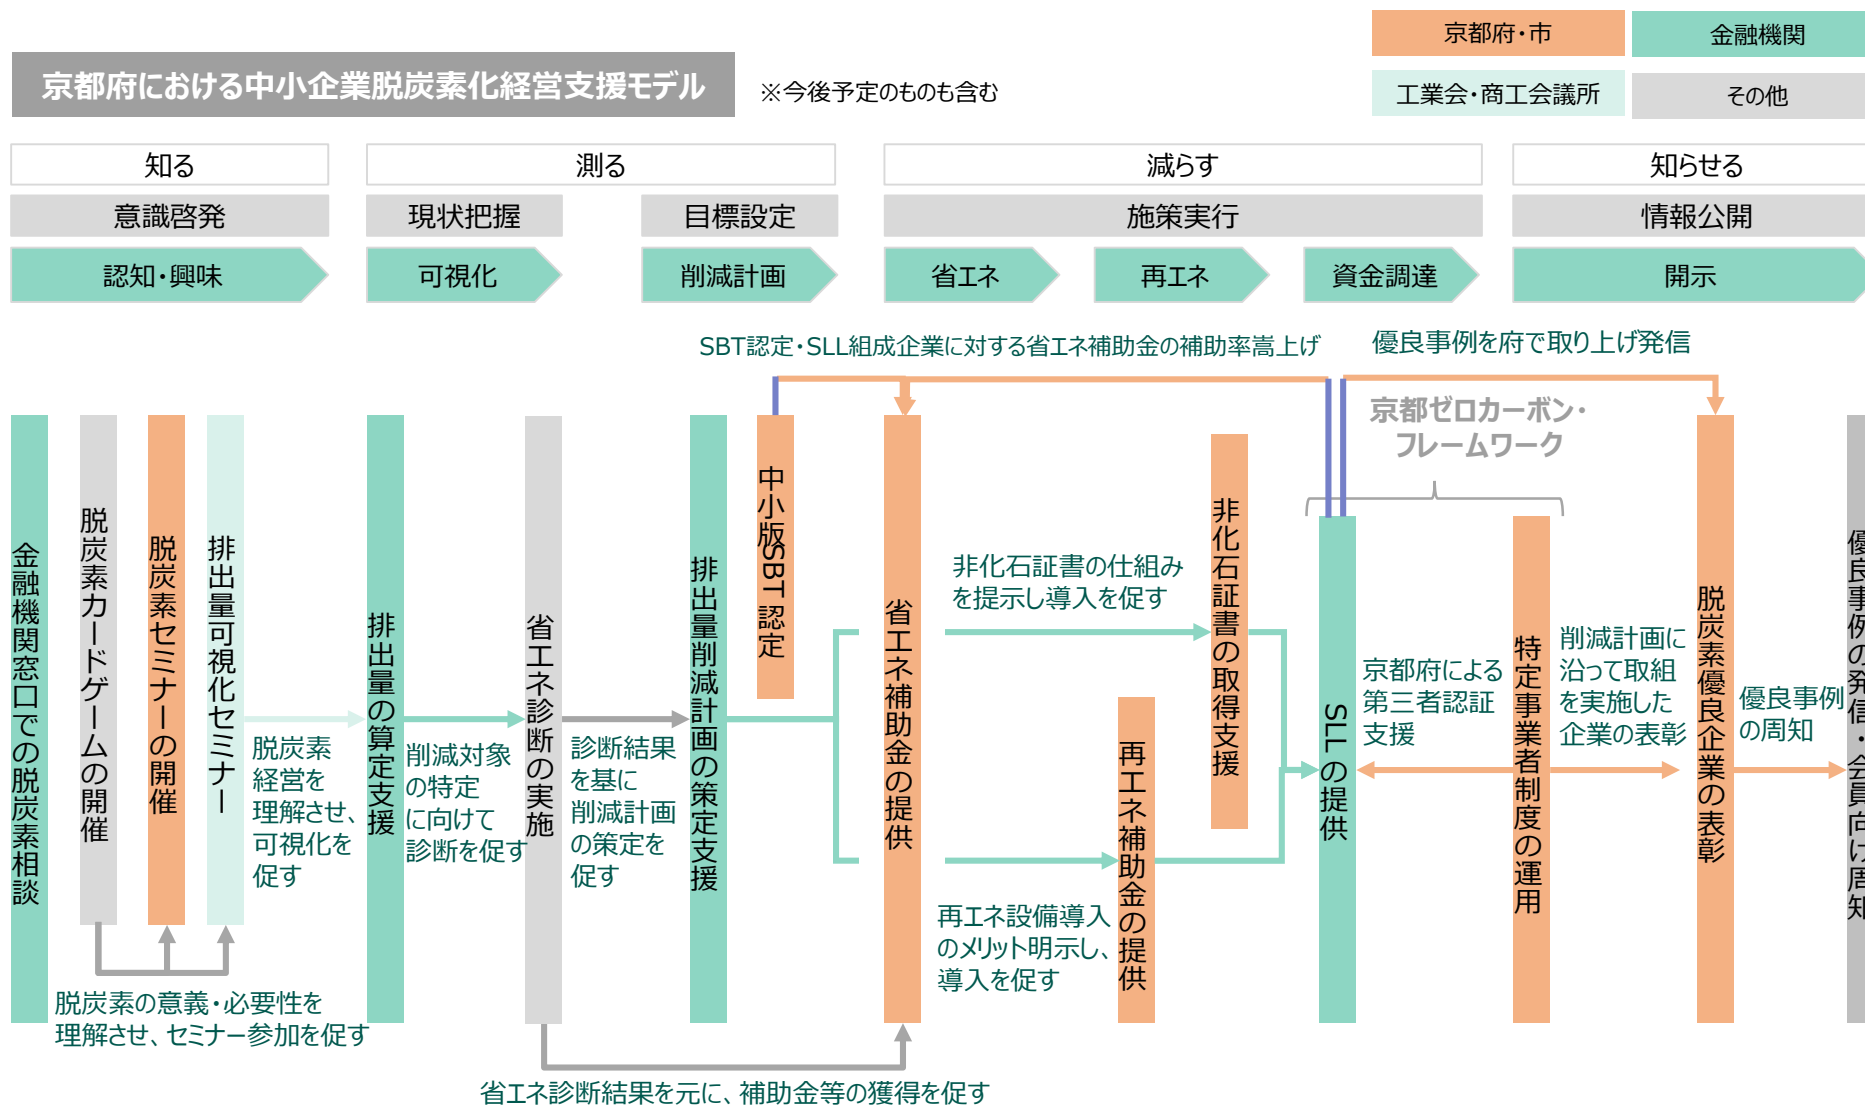 京都府・市
金融機関
工業会・商工会議所
その他
京都府における中小企業脱炭素化経営支援モデル
※今後予定のものも含む
知る
測る
減らす
知らせる
意識啓発
現状把握
目標設定
施策実行
情報公開
認知・興味
可視化
削減計画
省エネ
再エネ
資金調達
開示
SBT認定・SLL組成企業に対する省エネ補助金の補助率嵩上げ
優良事例を府で取り上げ発信
京都ゼロカーボン・
フレームワーク
金融機関窓口での脱炭素相談
脱炭素カードゲームの開催
脱炭素セミナーの開催
排出量可視化セミナー
脱炭素
経営を
理解させ、
可視化を
促す
排出量の算定支援
削減対象
の特定
に向けて
診断を促す
省エネ診断の実施
診断結果
を基に
削減計画
の策定を
促す
排出量削減計画の策定支援
中小版SBT認定
省エネ補助金の提供
非化石証書の仕組み
を提示し導入を促す
非化石証書の取得支援
再エネ設備導入
のメリット明示し、
導入を促す
再エネ補助金の提供
SLLの提供
京都府による
第三者認証
支援
特定事業者制度の運用
削減計画に
沿って取組
を実施した
企業の表彰
脱炭素優良企業の表彰
優良事例
の周知
優良事例の発信・会員向け周知
脱炭素の意義・必要性を
理解させ、セミナー参加を促す
省エネ診断結果を元に、補助金等の獲得を促す